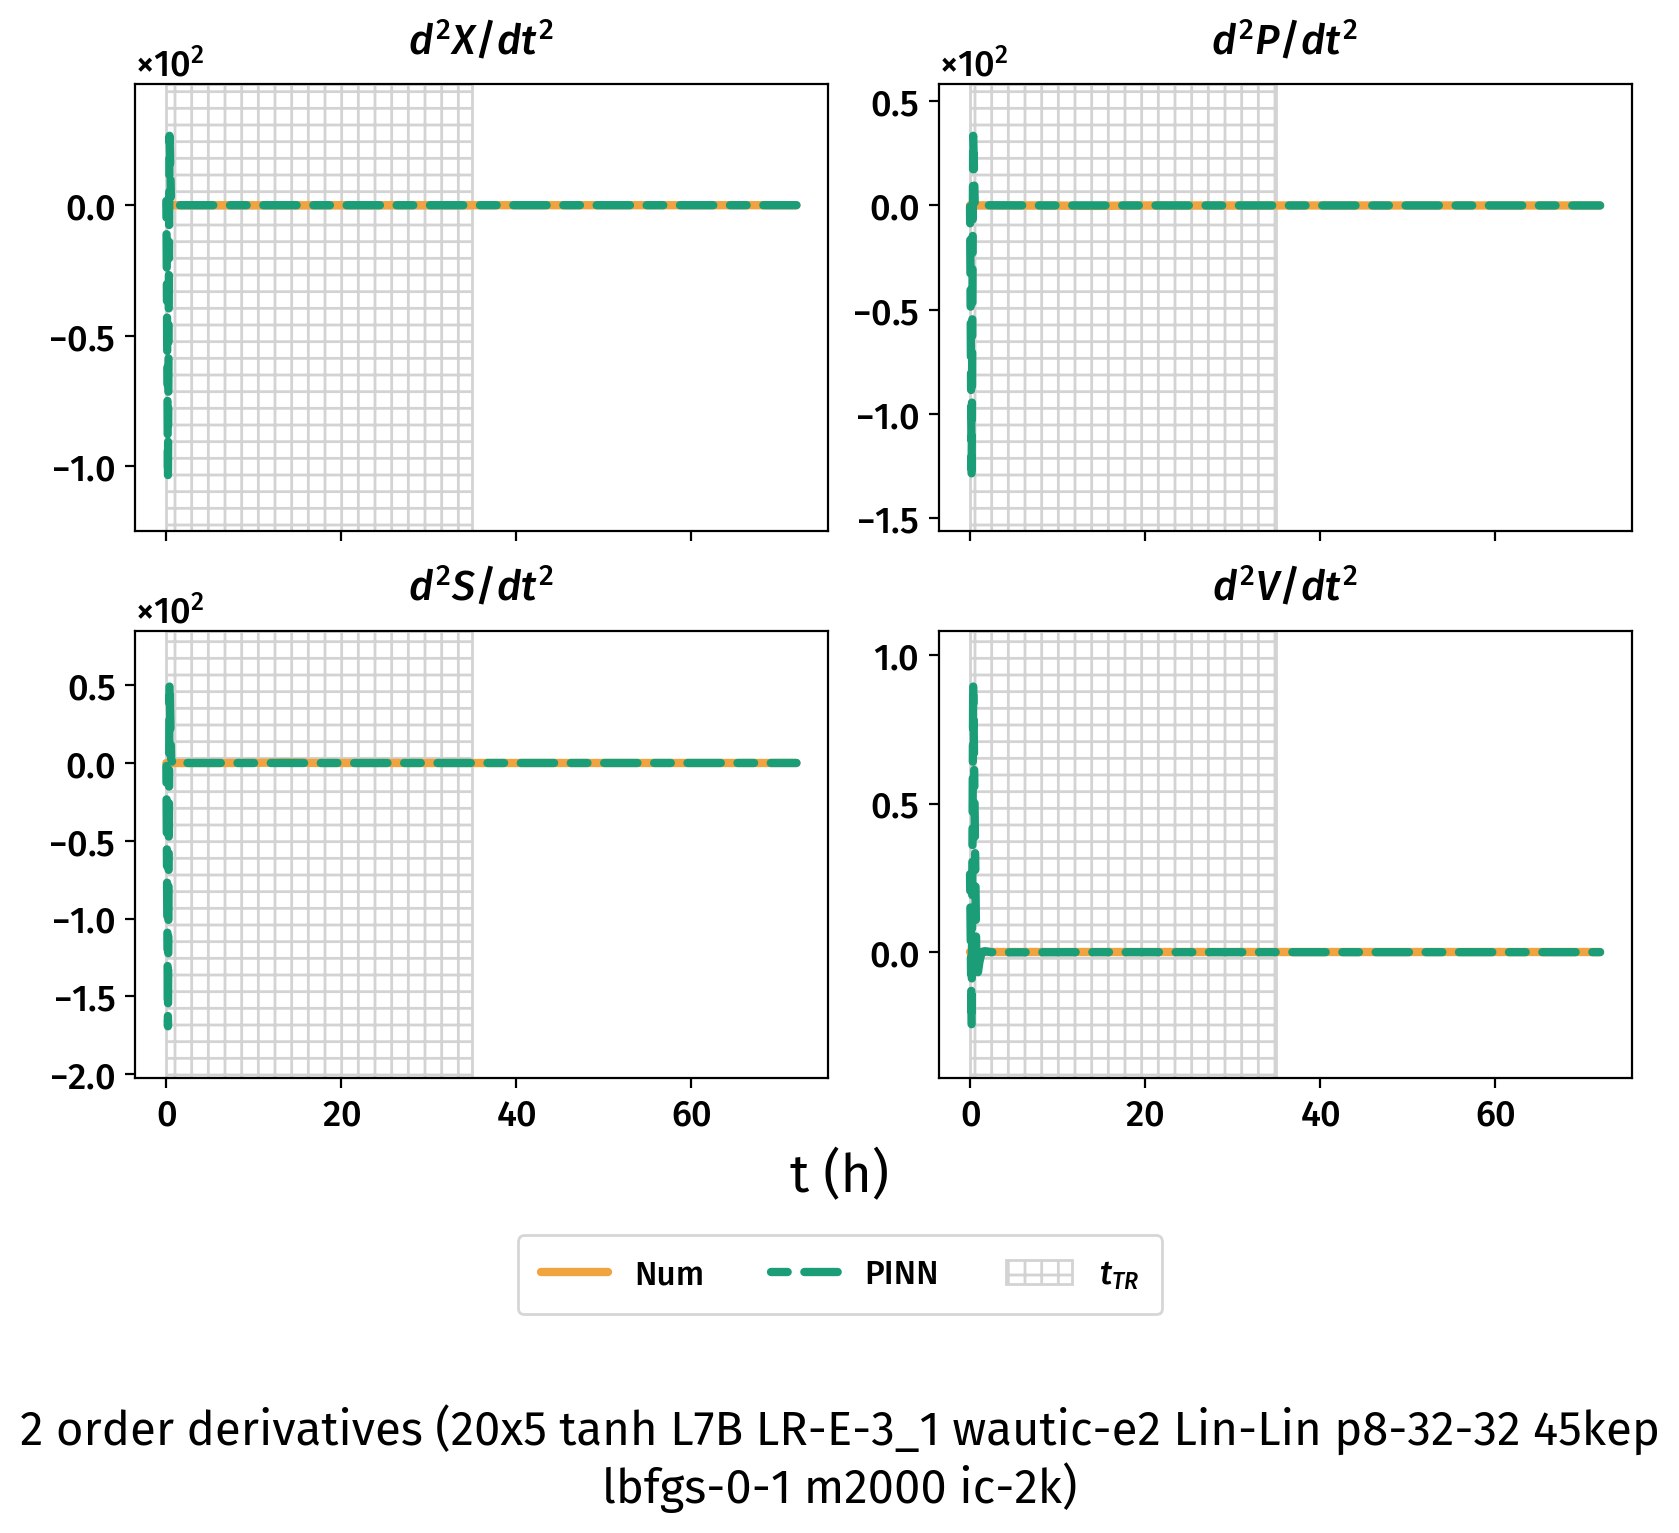 d²X/dt²
×10²
0.0
−0.5
−1.0
d²P/dt²
×10²
0.5
0.0
−0.5
−1.0
−1.5
d²S/dt²
×10²
0.5
0.0
−0.5
−1.0
−1.5
−2.0
0 20 40 60
d²V/dt²
1.0
0.5
0.0
0 20 40 60
t (h)
Num PINN t_TR
2 order derivatives (20x5 tanh L7B LR-E-3_1 wautic-e2 Lin-Lin p8-32-32 45kep
lbfgs-0-1 m2000 ic-2k)